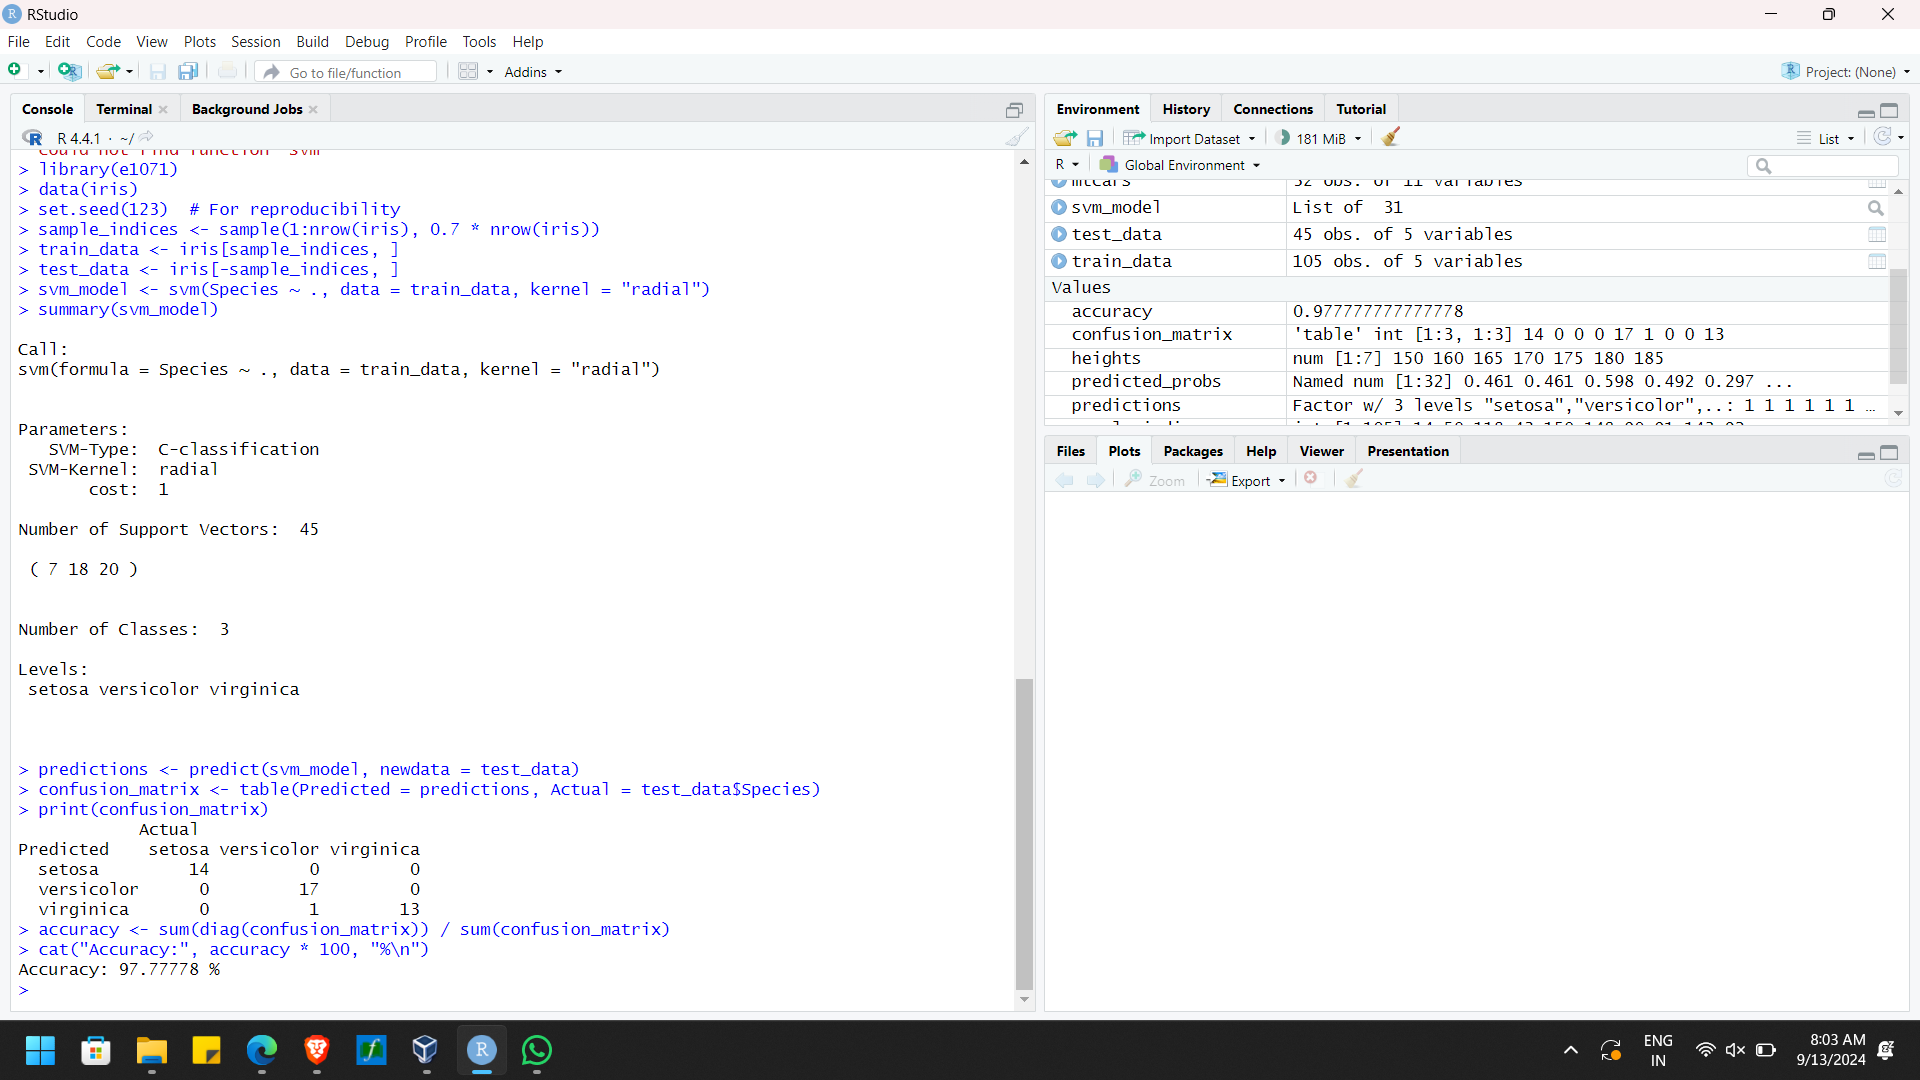 RStudio
File Edit Code View Plots Session Build Debug Profile Tools Help
Go to file/function Addins Project: (None)
Console Terminal Background Jobs
R 4.4.1 · ~/
> library(e1071)
> data(iris)
> set.seed(123)  # For reproducibility
> sample_indices <- sample(1:nrow(iris), 0.7 * nrow(iris))
> train_data <- iris[sample_indices, ]
> test_data <- iris[-sample_indices, ]
> svm_model <- svm(Species ~ ., data = train_data, kernel = "radial")
> summary(svm_model)
Call:
svm(formula = Species ~ ., data = train_data, kernel = "radial")
Parameters:
   SVM-Type:  C-classification
 SVM-Kernel:  radial
       cost:  1
Number of Support Vectors:  45
 ( 7 18 20 )
Number of Classes:  3
Levels:
 setosa versicolor virginica
> predictions <- predict(svm_model, newdata = test_data)
> confusion_matrix <- table(Predicted = predictions, Actual = test_data$Species)
> print(confusion_matrix)
            Actual
Predicted    setosa versicolor virginica
  setosa         14          0         0
  versicolor      0         17         0
  virginica       0          1        13
> accuracy <- sum(diag(confusion_matrix)) / sum(confusion_matrix)
> cat("Accuracy:", accuracy * 100, "%\n")
Accuracy: 97.77778 %
>
Environment History Connections Tutorial
Import Dataset 181 MiB List
R Global Environment
mtcars 32 obs. of 11 variables
svm_model List of  31
test_data 45 obs. of 5 variables
train_data 105 obs. of 5 variables
Values
accuracy 0.977777777777778
confusion_matrix 'table' int [1:3, 1:3] 14 0 0 0 17 1 0 0 13
heights num [1:7] 150 160 165 170 175 180 185
predicted_probs Named num [1:32] 0.461 0.461 0.598 0.492 0.297 ...
predictions Factor w/ 3 levels "setosa","versicolor",..: 1 1 1 1 1 1 …
Files Plots Packages Help Viewer Presentation
Zoom Export
ENG
IN
8:03 AM
9/13/2024